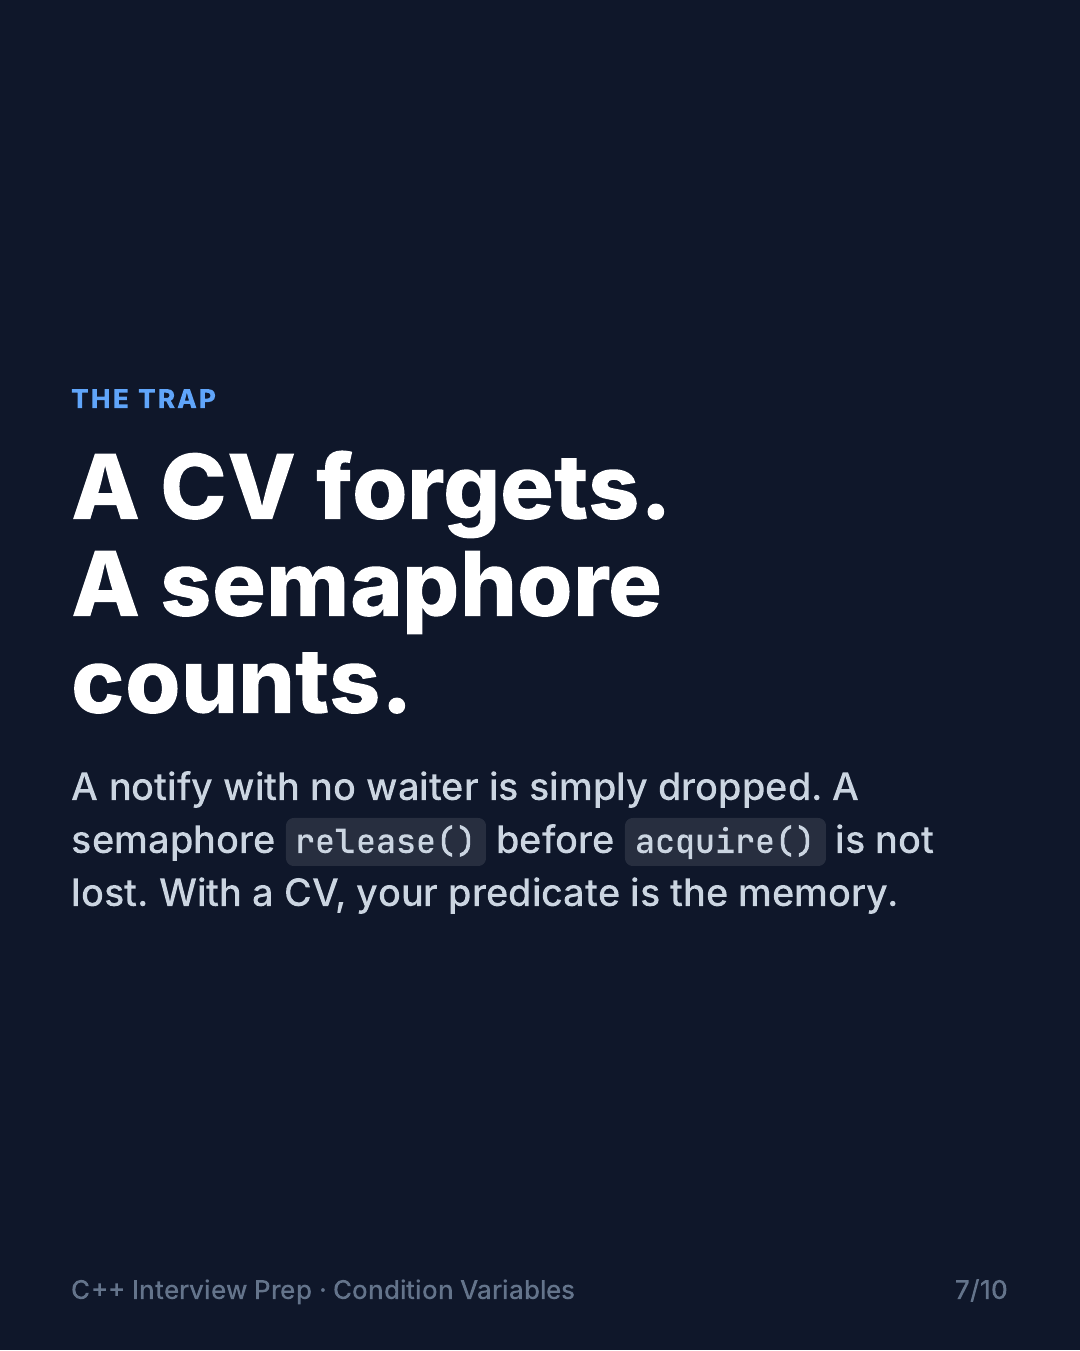 THE TRAP
A CV forgets.
A semaphore
counts.
A notify with no waiter is simply dropped. A
semaphore release() before acquire() is not
lost. With a CV, your predicate is the memory.
C++ Interview Prep · Condition Variables
7/10